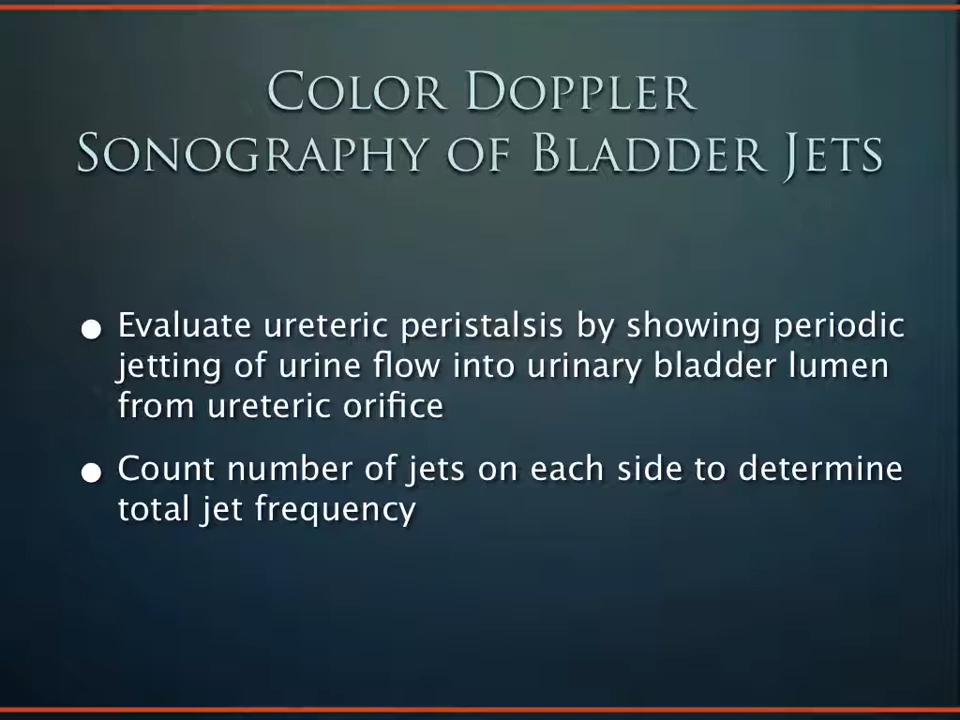 Color Doppler
Sonography of Bladder Jets
• Evaluate ureteric peristalsis by showing periodic
jetting of urine flow into urinary bladder lumen
from ureteric orifice
• Count number of jets on each side to determine
total jet frequency